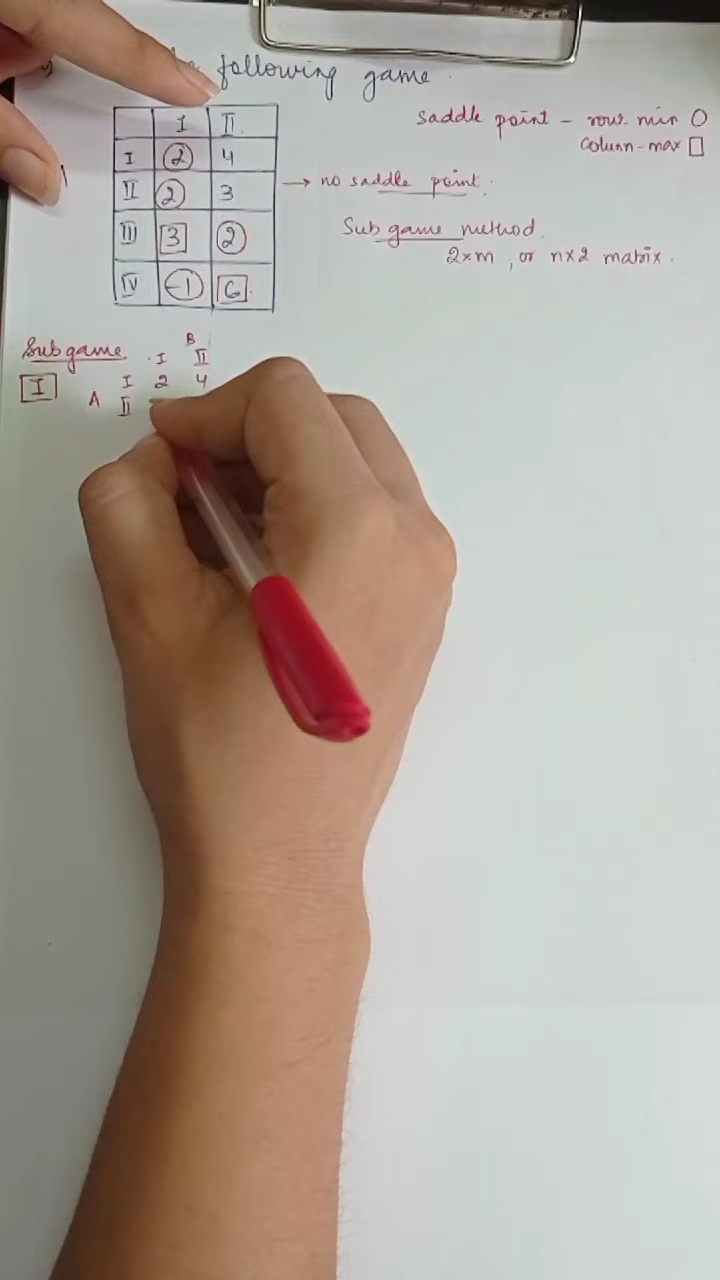 following game.
Saddle point - row min
column - max
I II
I 2 4
II 2 3
III 3 2
IV -1 6
→ no saddle point.
Sub game method.
2×m, or n×2 matrix.
Subgame
B
I II
I I 2 4
A II